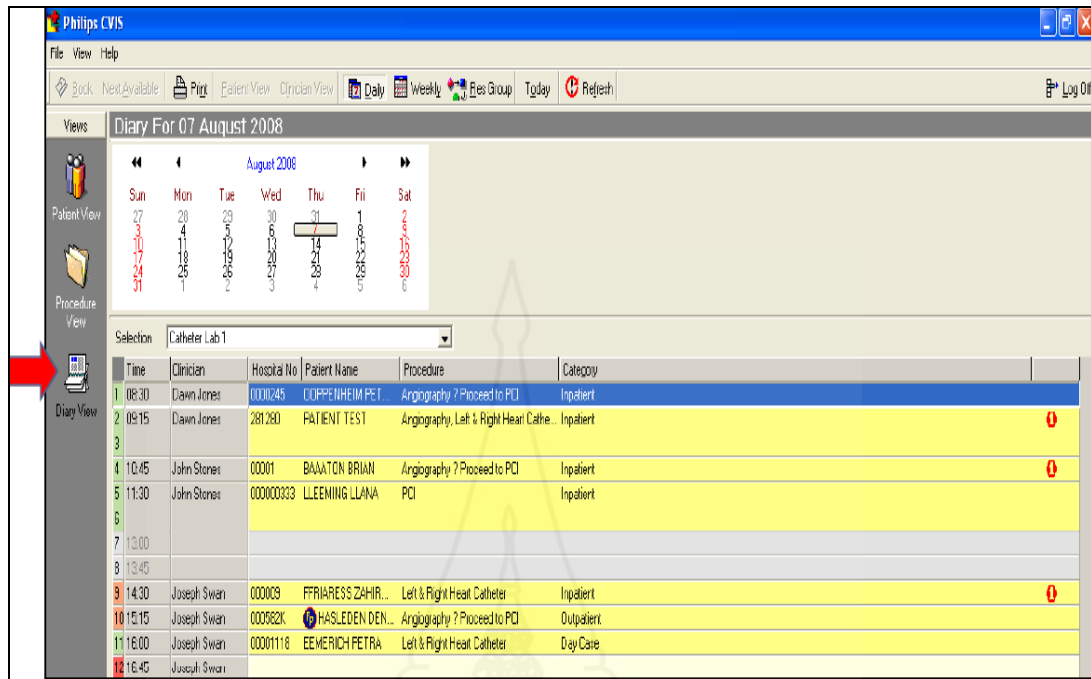 Philips CVIS
File View Help
Back Next Available Print Patient View Clinician View Daily Weekly Res Group Today Refresh Log Off
Views Diary For 07 August 2008
August 2008
Sun Mon Tue Wed Thu Fri Sat
27 28 29 30 31 1 2
3 4 5 6 7 8 9
10 11 12 13 14 15 16
17 18 19 20 21 22 23
24 25 26 27 28 29 30
31 1 2 3 4 5 6
Patient View
Procedure View
Diary View
Selection Catheter Lab 1
Time Clinician Hospital No Patient Name Procedure Category
1 08:30 Dawn Jones 0000245 OOPPENHEIM PET... Angiography ? Proceed to PCI Inpatient
2 09:15 Dawn Jones 281280 PATIENT TEST Angiography, Left & Right Heart Cathe... Inpatient
3
4 10:45 John Stones 00001 BAAATON BRIAN Angiography ? Proceed to PCI Inpatient
5 11:30 John Stones 000000333 LLEEMING LLANA PCI Inpatient
6
7 13:00
8 13:45
9 14:30 Joseph Swan 000009 FFRIARESS ZAHIR... Left & Right Heart Catheter Inpatient
10 15:15 Joseph Swan 000582K HASLEDEN DEN... Angiography ? Proceed to PCI Outpatient
11 16:00 Joseph Swan 00001118 EEMERICH PETRA Left & Right Heart Catheter Day Case
12 16:45 Joseph Swan